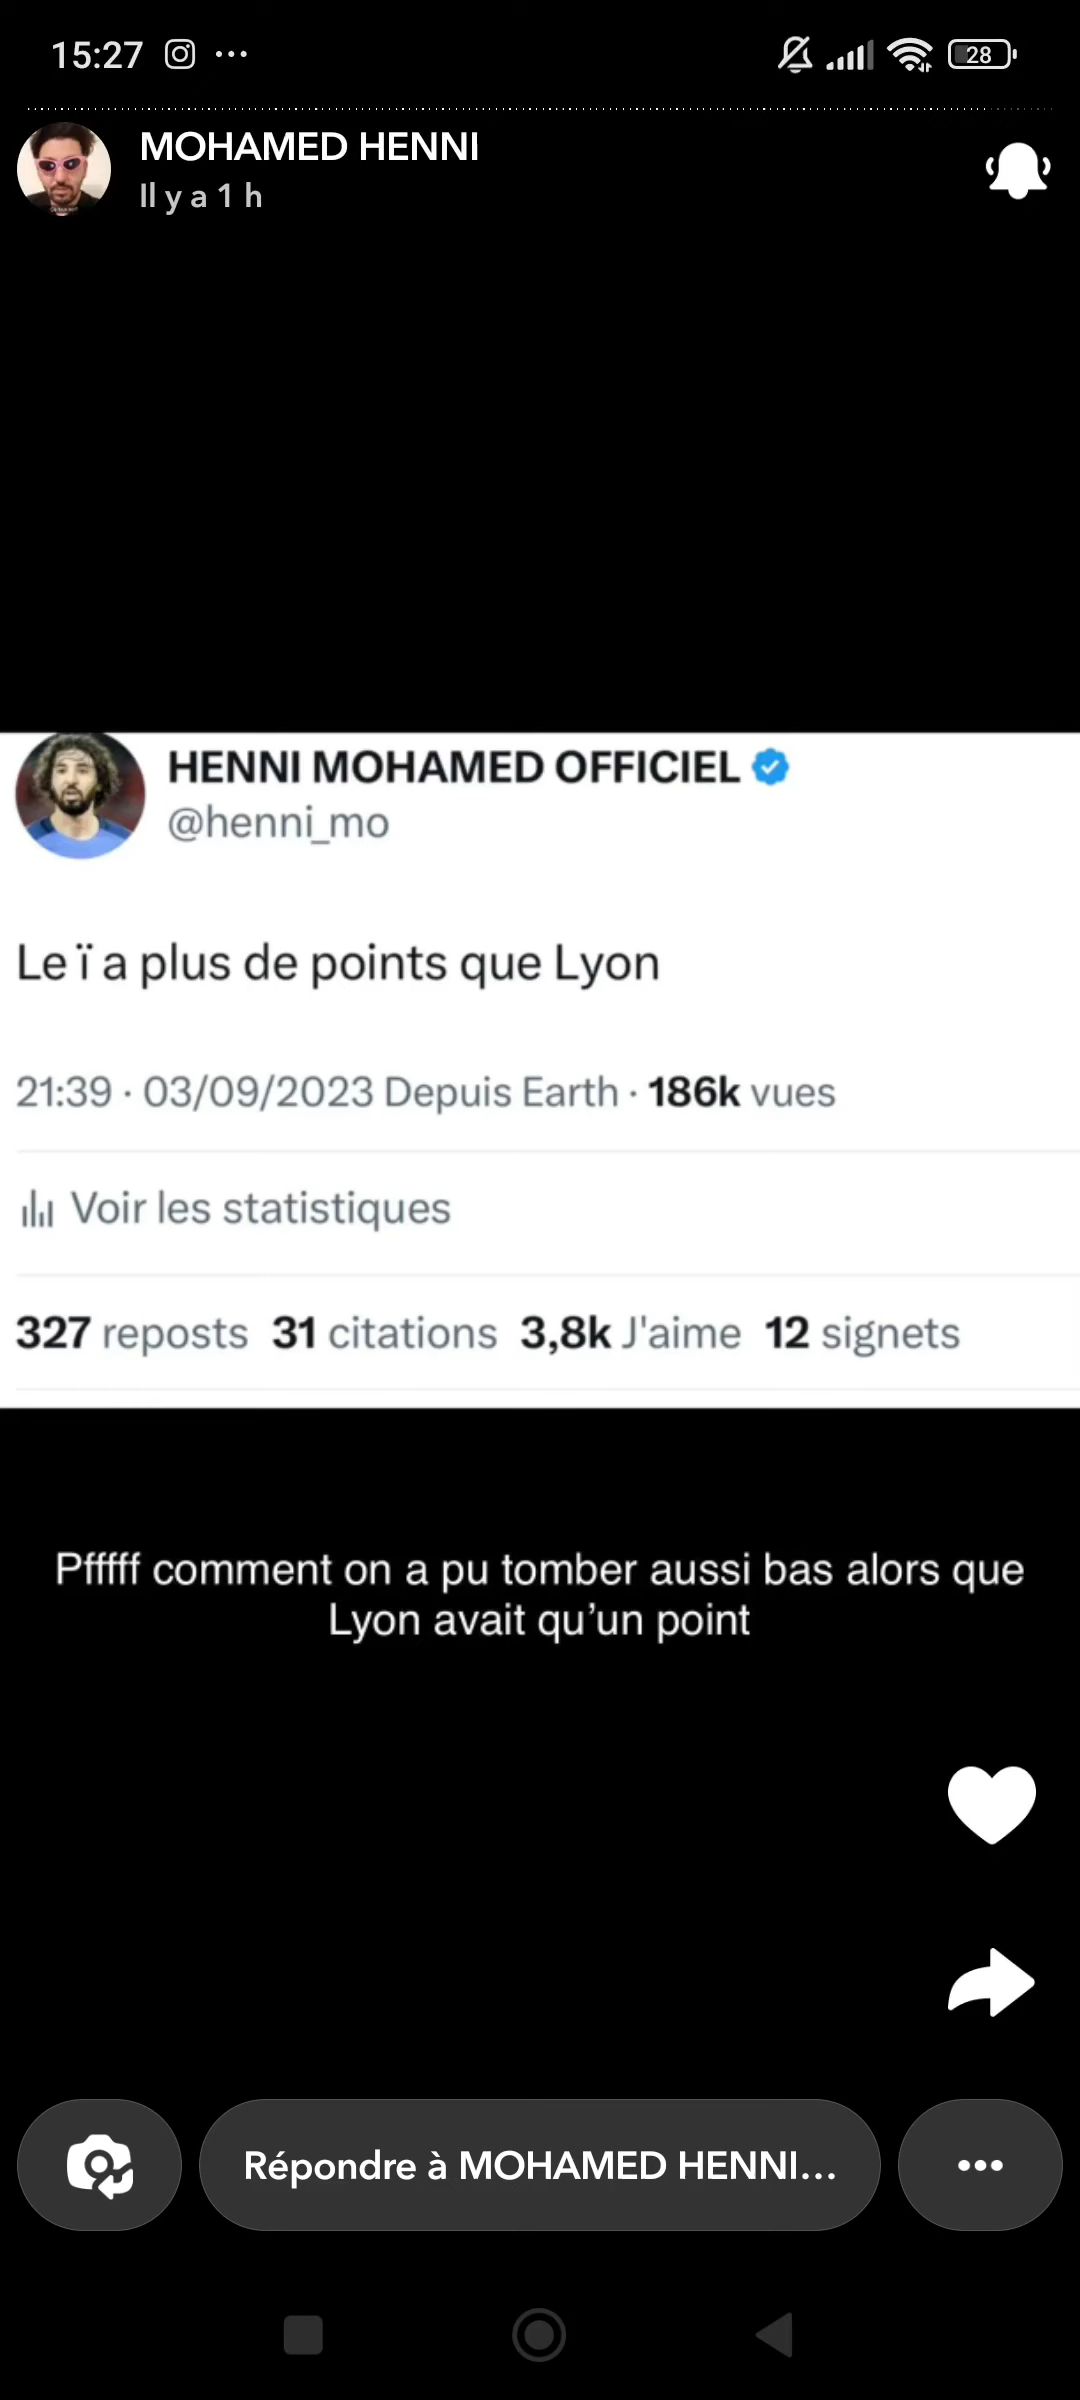 15:27
28
MOHAMED HENNI
Il y a 1 h
HENNI MOHAMED OFFICIEL
@henni_mo
Le ï a plus de points que Lyon
21:39 · 03/09/2023 Depuis Earth · 186k vues
Voir les statistiques
327 reposts 31 citations 3,8k J'aime 12 signets
Pfffff comment on a pu tomber aussi bas alors que
Lyon avait qu’un point
Répondre à MOHAMED HENNI...